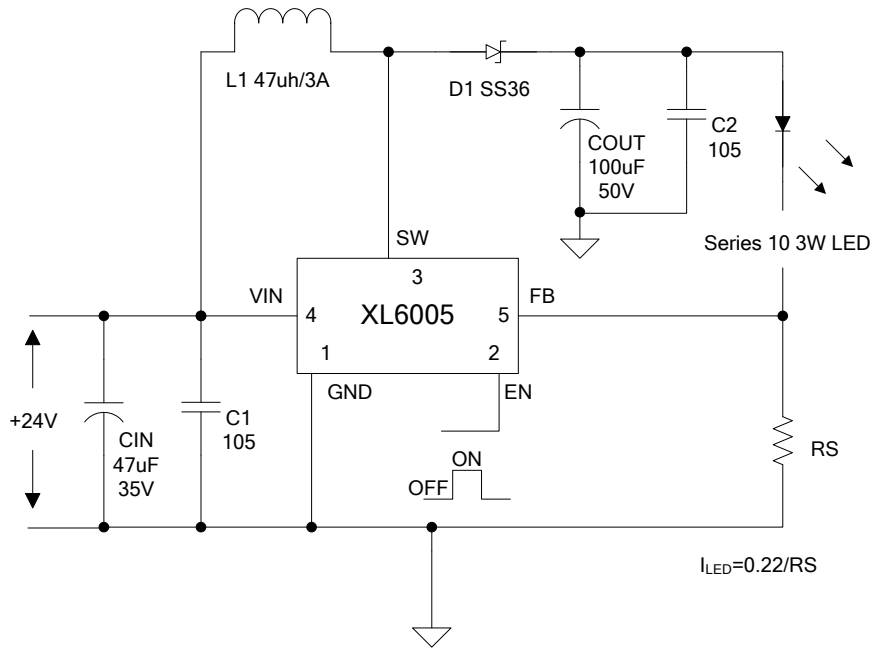 L1 47uh/3A
D1 SS36
COUT
100uF
50V
C2
105
Series 10 3W LED
SW
3
VIN
4
XL6005
5
FB
1
2
GND
EN
+24V
CIN
47uF
35V
C1
105
ON
OFF
RS
ILED=0.22/RS